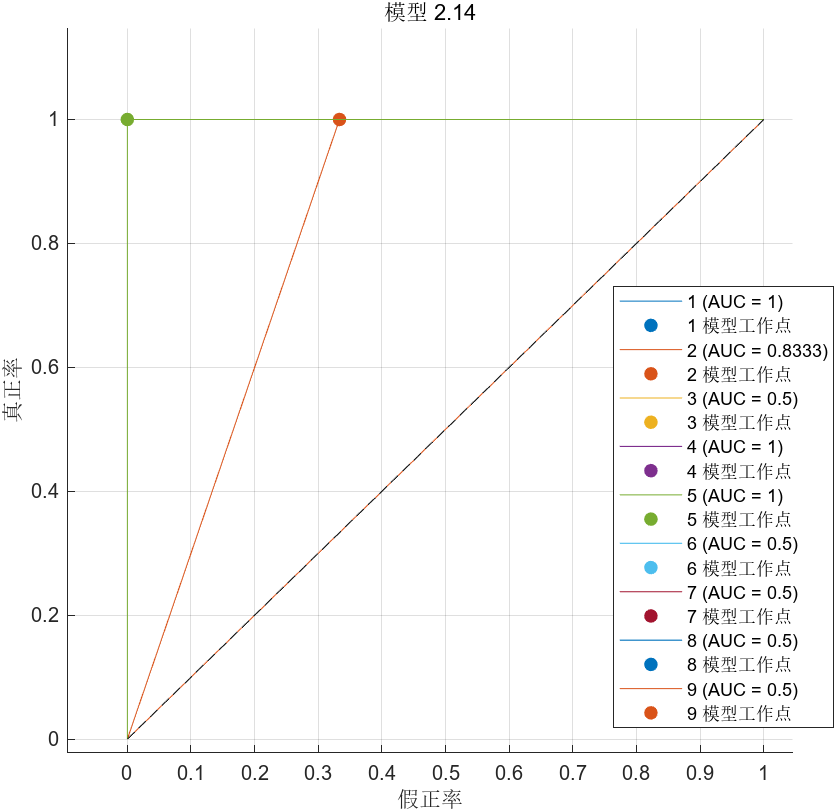 模型 2.14
真正率
1
0.8
0.6
0.4
0.2
0
0 0.1 0.2 0.3 0.4 0.5 0.6 0.7 0.8 0.9 1
假正率
1 (AUC = 1)
1 模型工作点
2 (AUC = 0.8333)
2 模型工作点
3 (AUC = 0.5)
3 模型工作点
4 (AUC = 1)
4 模型工作点
5 (AUC = 1)
5 模型工作点
6 (AUC = 0.5)
6 模型工作点
7 (AUC = 0.5)
7 模型工作点
8 (AUC = 0.5)
8 模型工作点
9 (AUC = 0.5)
9 模型工作点